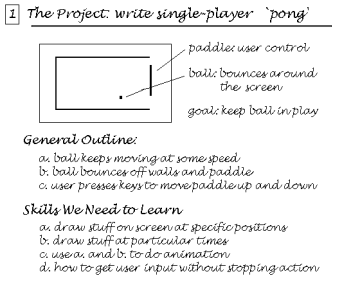 1 The Project: write single-player `pong'
paddle: user control
ball: bounces around
the screen
goal: keep ball in play
General Outline:
a. ball keeps moving at some speed
b. ball bounces off walls and paddle
c. user presses keys to move paddle up and down
Skills We Need to Learn
a. draw stuff on screen at specific positions
b. draw stuff at particular times
c. use a. and b. to do animation
d. how to get user input without stopping action